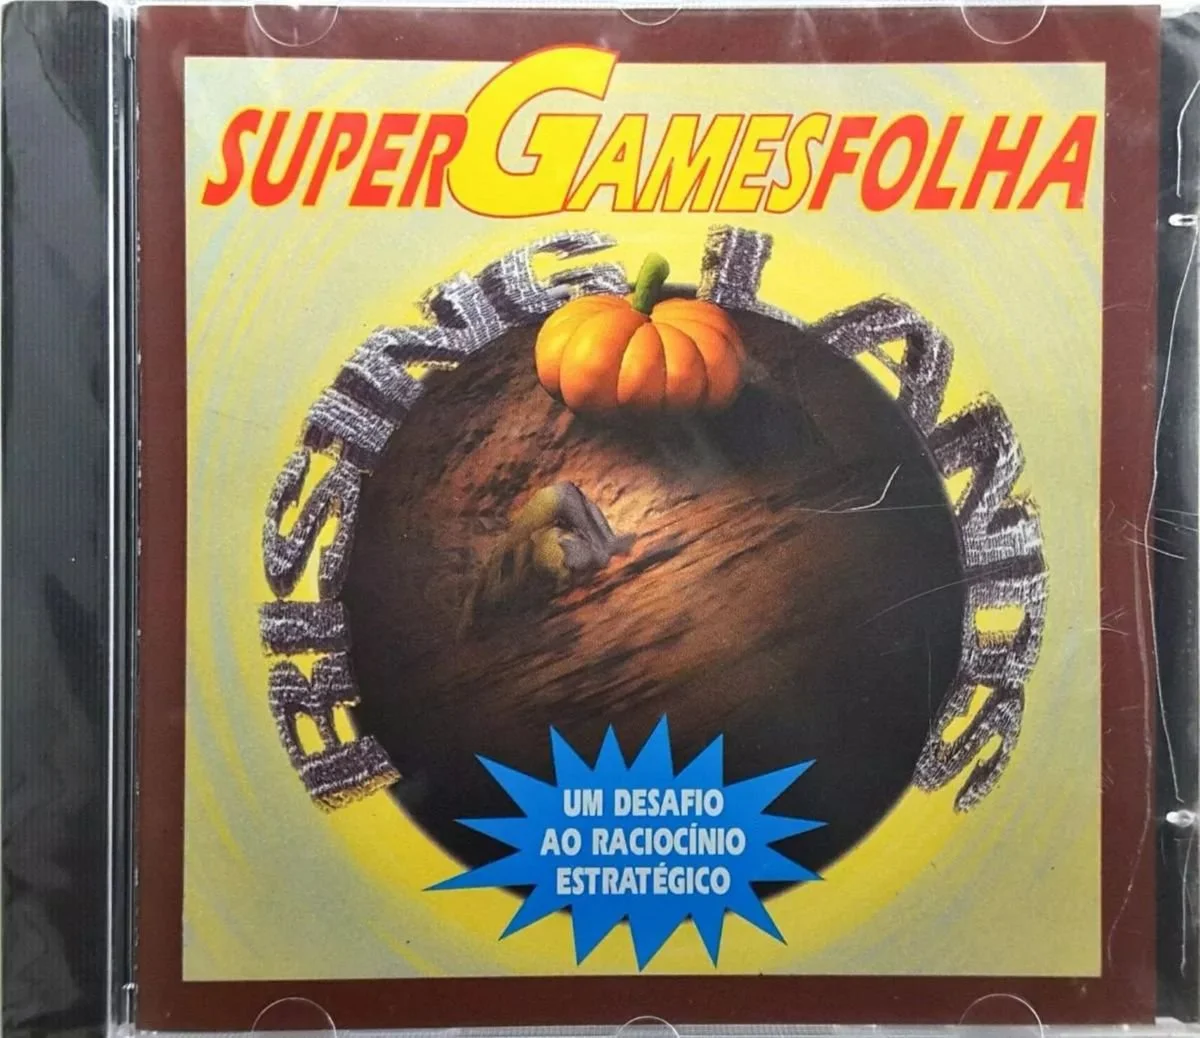 SUPERGAMESFOLHA
RISING LANDS
UM DESAFIO
AO RACIOCÍNIO
ESTRATÉGICO